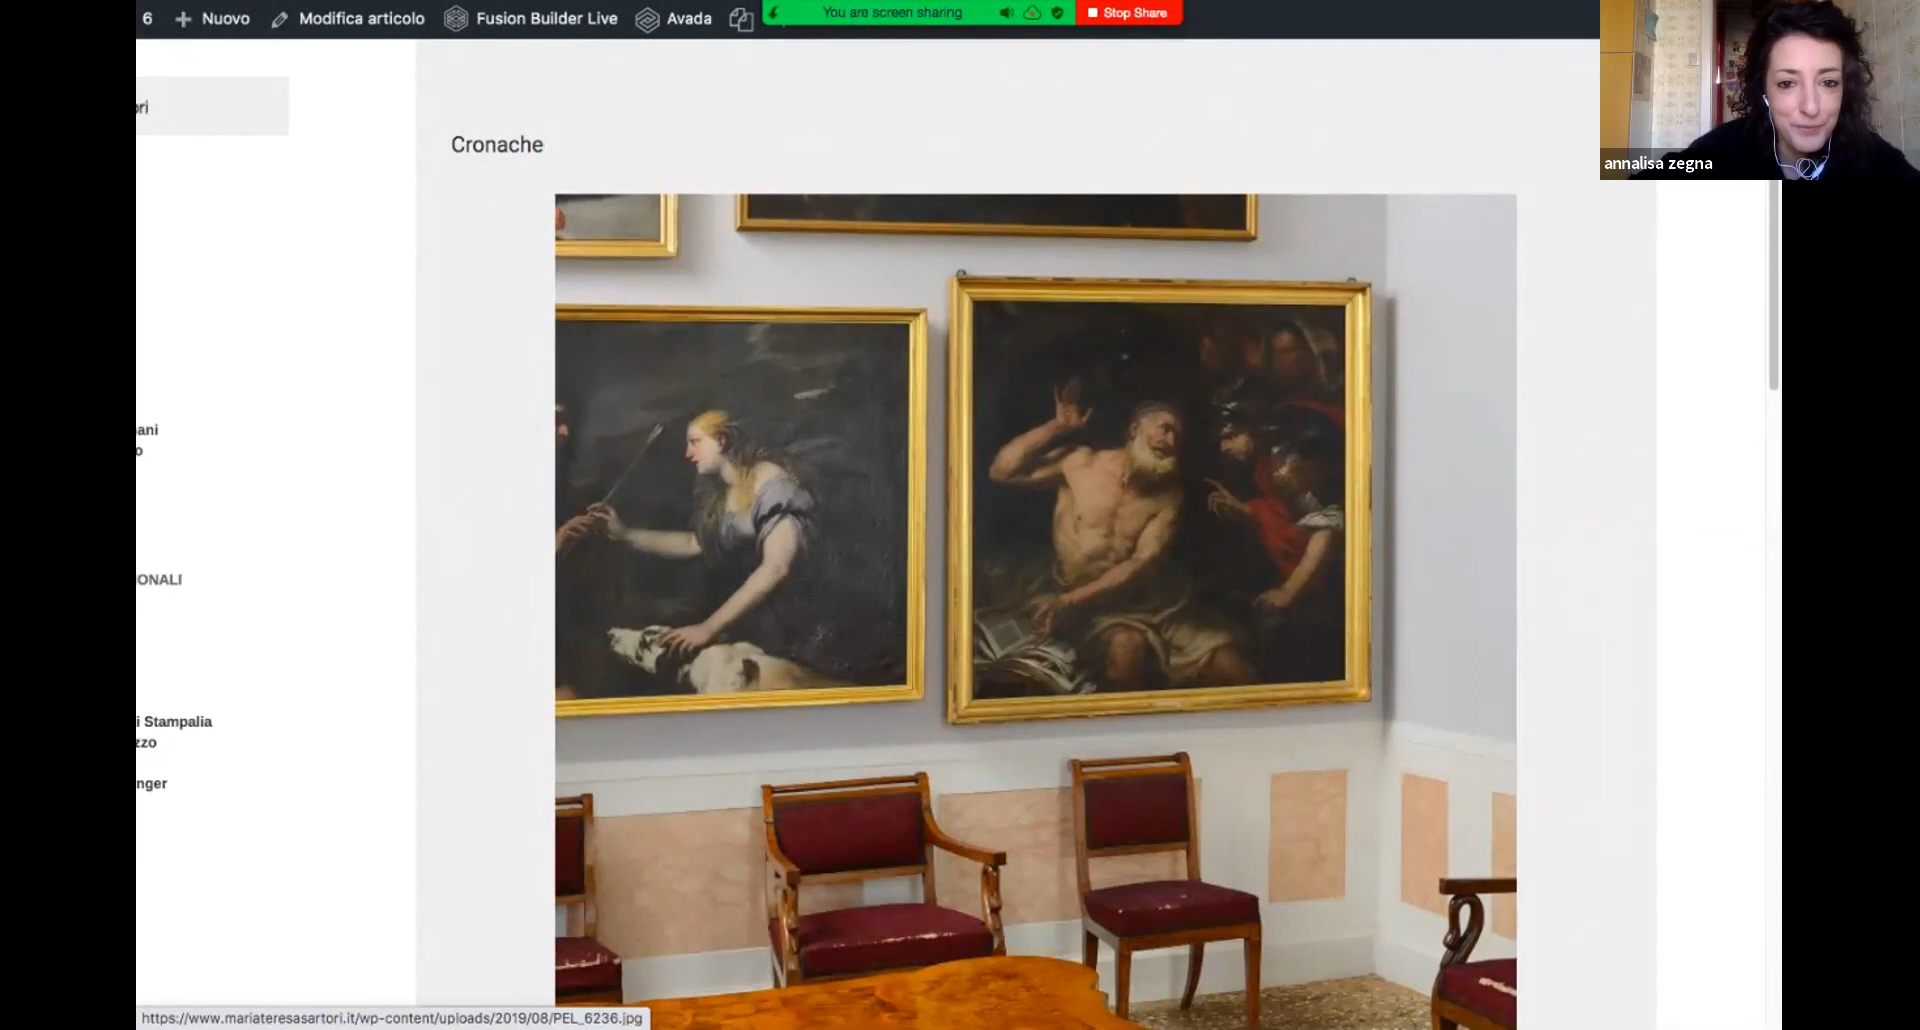 6 Nuovo Modifica articolo Fusion Builder Live Avada
You are screen sharing Stop Share
annalisa zegna
ori
Cronache
ani
o
ONALI
i Stampalia
zzo
nger
https://www.mariateresasartori.it/wp-content/uploads/2019/08/PEL_6236.jpg